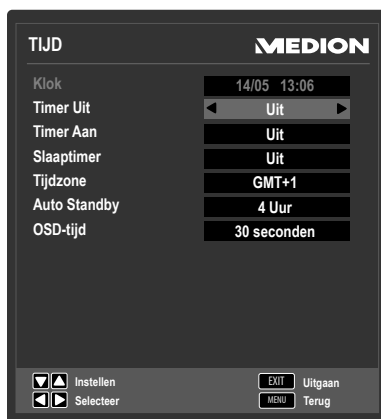 TIJD MEDION
Klok 14/05 13:06
Timer Uit Uit
Timer Aan Uit
Slaaptimer Uit
Tijdzone GMT+1
Auto Standby 4 Uur
OSD-tijd 30 seconden
Instellen EXIT Uitgaan
Selecteer MENU Terug